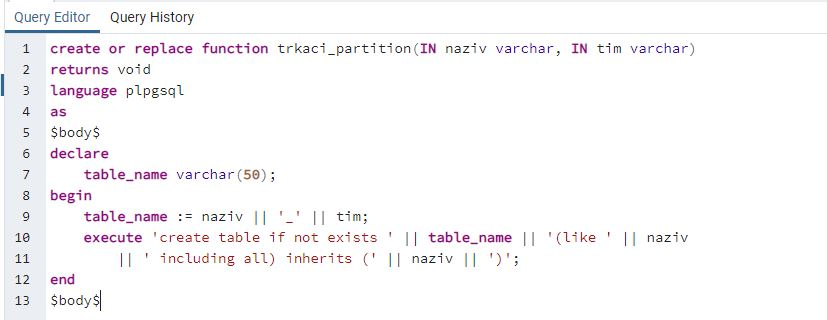 Query Editor Query History
1 create or replace function trkaci_partition(IN naziv varchar, IN tim varchar)
2 returns void
3 language plpgsql
4 as
5 $body$
6 declare
7     table_name varchar(50);
8 begin
9     table_name := naziv || '_' || tim;
10     execute 'create table if not exists ' || table_name || '(like ' || naziv
11         || ' including all) inherits (' || naziv || ')';
12 end
13 $body$